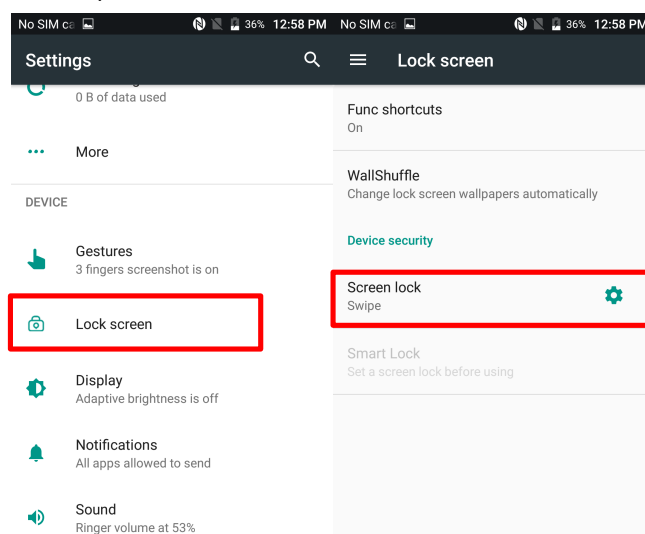 No SIM ca
36% 12:58 PM
Settings
0 B of data used
More
DEVICE
Gestures
3 fingers screenshot is on
Lock screen
Display
Adaptive brightness is off
Notifications
All apps allowed to send
Sound
Ringer volume at 53%
No SIM ca
36% 12:58 PM
Lock screen
Func shortcuts
On
WallShuffle
Change lock screen wallpapers automatically
Device security
Screen lock
Swipe
Smart Lock
Set a screen lock before using